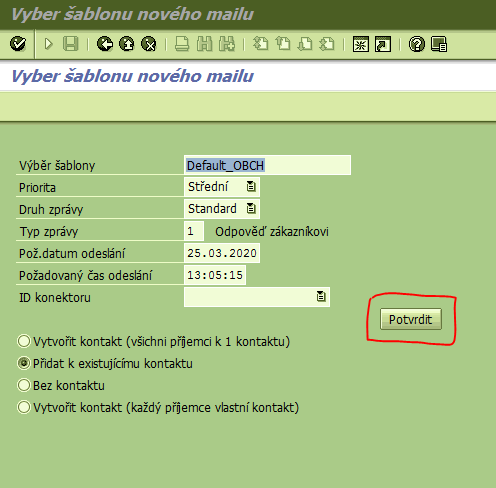 Vyber šablonu nového mailu
Vyber šablonu nového mailu
Výběr šablony Default_OBCH
Priorita Střední
Druh zprávy Standard
Typ zprávy 1 Odpověď zákazníkovi
Pož.datum odeslání 25.03.2020
Požadovaný čas odeslání 13:05:15
ID konektoru
Potvrdit
Vytvořit kontakt (všichni příjemci k 1 kontaktu)
Přidat k existujícímu kontaktu
Bez kontaktu
Vytvořit kontakt (každý příjemce vlastní kontakt)